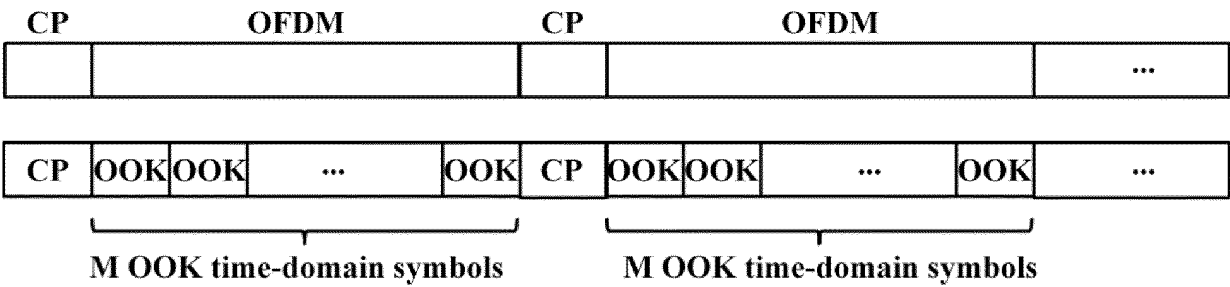 CP OFDM CP OFDM
...
CP OOK OOK ... OOK CP OOK OOK ... OOK ...
M OOK time-domain symbols M OOK time-domain symbols